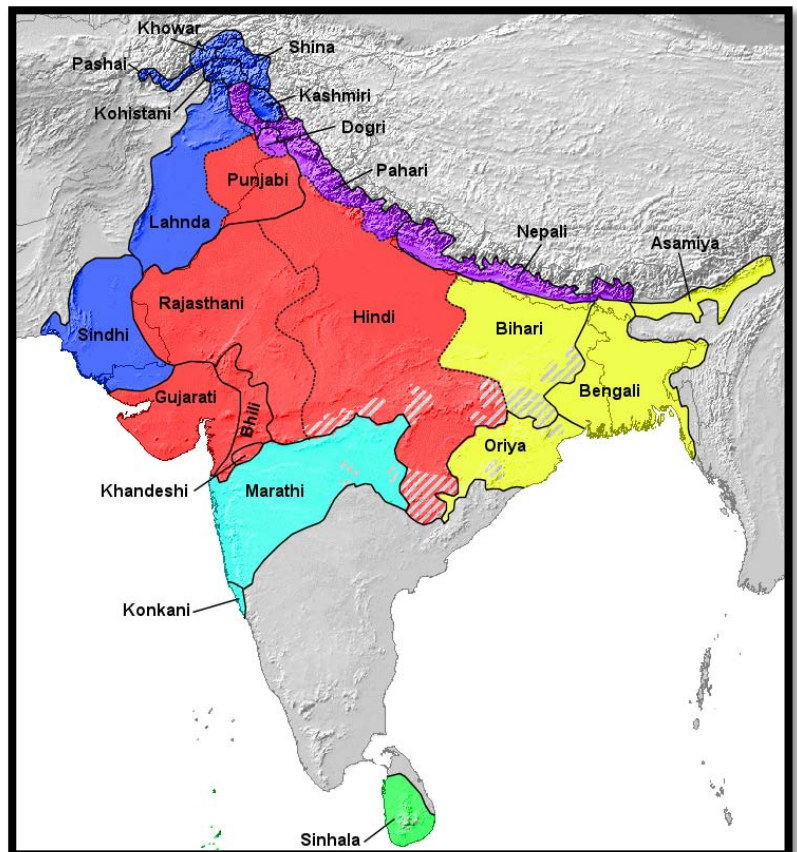 Khowar
Shina
Pashai
Kohistani
Kashmiri
Dogri
Punjabi
Pahari
Lahnda
Nepali
Asamiya
Rajasthani
Hindi
Bihari
Sindhi
Gujarati
Bhili
Bengali
Oriya
Khandeshi
Marathi
Konkani
Sinhala